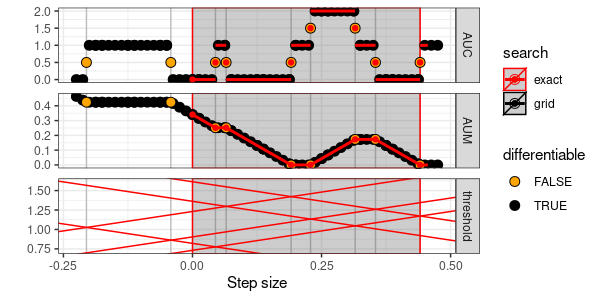 2.0
1.5
1.0
0.5
0.0
AUC
0.4
0.3
0.2
0.1
0.0
AUM
1.50
1.25
1.00
0.75
threshold
-0.25 0.00 0.25 0.50
Step size
search
exact
grid
differentiable
FALSE
TRUE